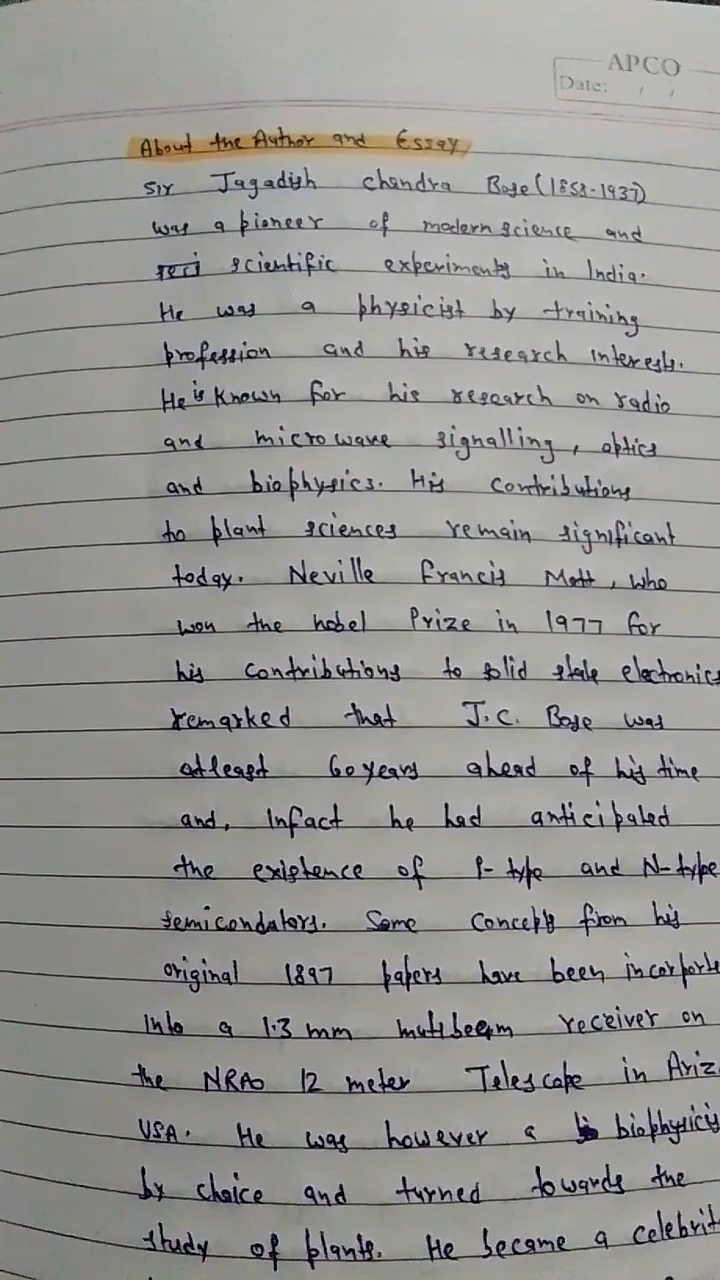 APCO
Date: / /
About the Author and Essay
Sir Jagadish chandra Bose (1858-1937)
was a pioneer of modern science and
scientific experiments in India.
He was a physicist by training
profession and his research interests.
He is known for his research on radio
and microwave signalling, optics
and biophysics. His contributions
to plant sciences remain significant
today. Neville Francis Mott, who
won the nobel Prize in 1977 for
his contributions to solid state electronics
remarked that J.C. Bose was
atleast 60 years ahead of his time
and, infact he had anticipated
the existence of P-type and N-type
semicondators. Some concepts from his
original 1897 papers have been incorporte
into a 1.3 mm multibeam receiver on
the NRAO 12 meter Telescope in Ariz
USA. He was however a biophysicis
by choice and turned towards the
study of plants. He became a celebrit